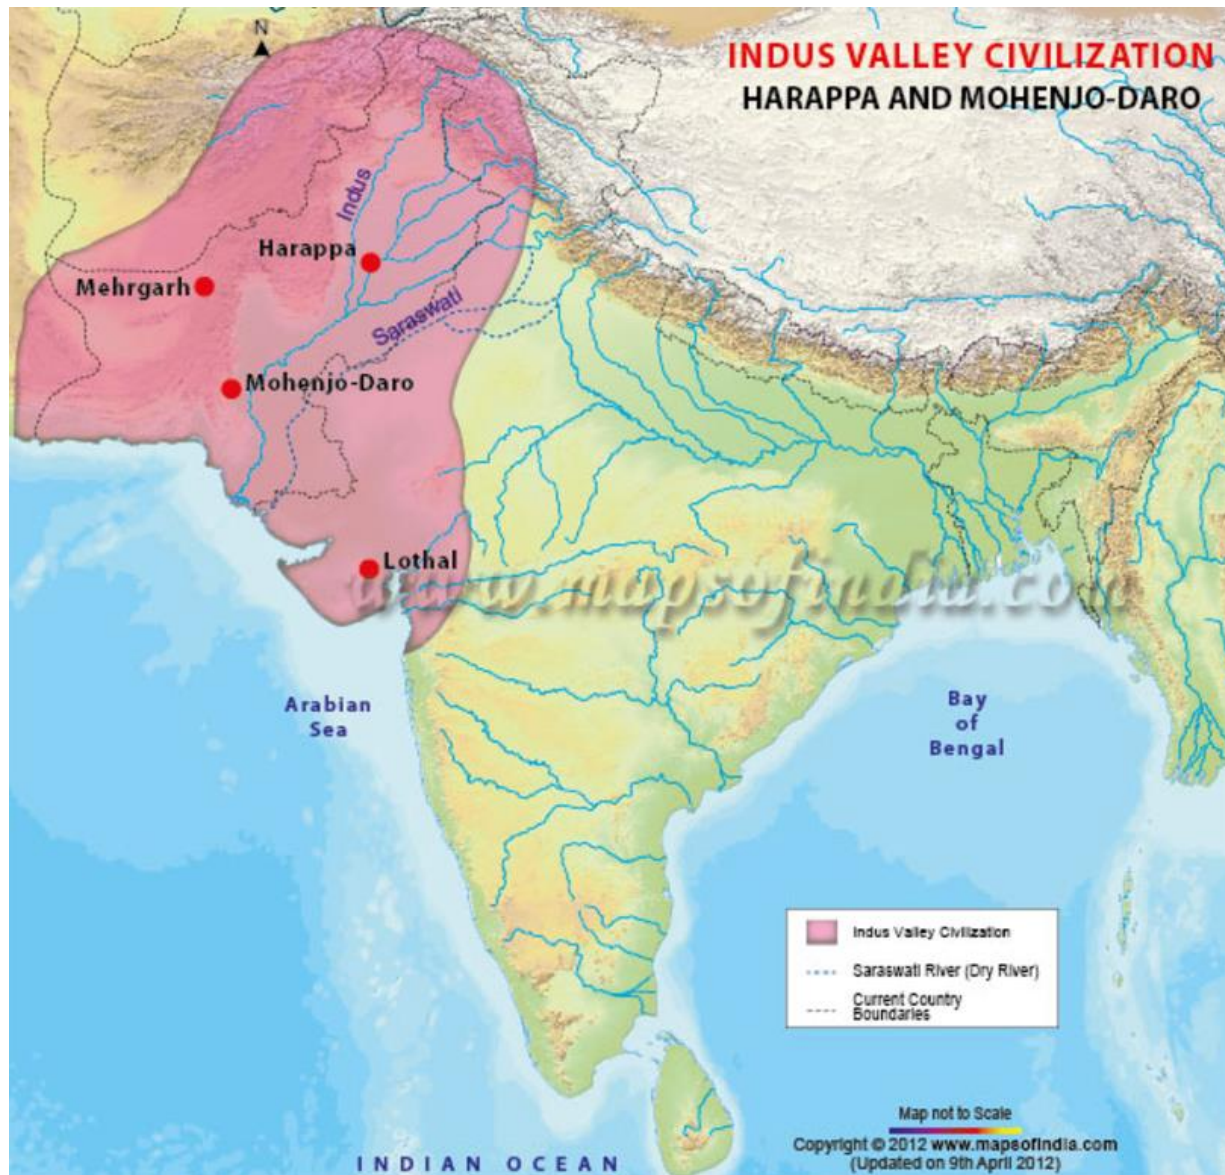 N
INDUS VALLEY CIVILIZATION
HARAPPA AND MOHENJO-DARO
Indus
Harappa
Mehrgarh
Saraswati
Mohenjo-Daro
Lothal
www.mapsofindia.com
Arabian
Sea
Bay
of
Bengal
Indus Valley Civilization
Saraswati River (Dry River)
Current Country
Boundaries
Map not to Scale
Copyright © 2012 www.mapsofindia.com
(Updated on 9th April 2012)
INDIAN OCEAN